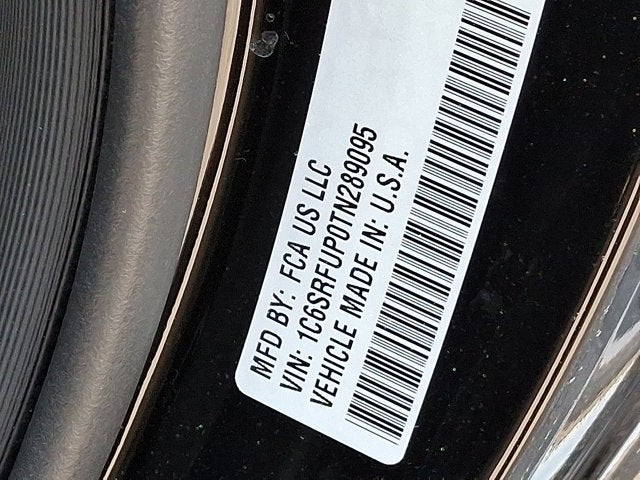 MFD BY: FCA US LLC
VIN: 1C6SRFUP0TN289095
VEHICLE MADE IN: U.S.A.